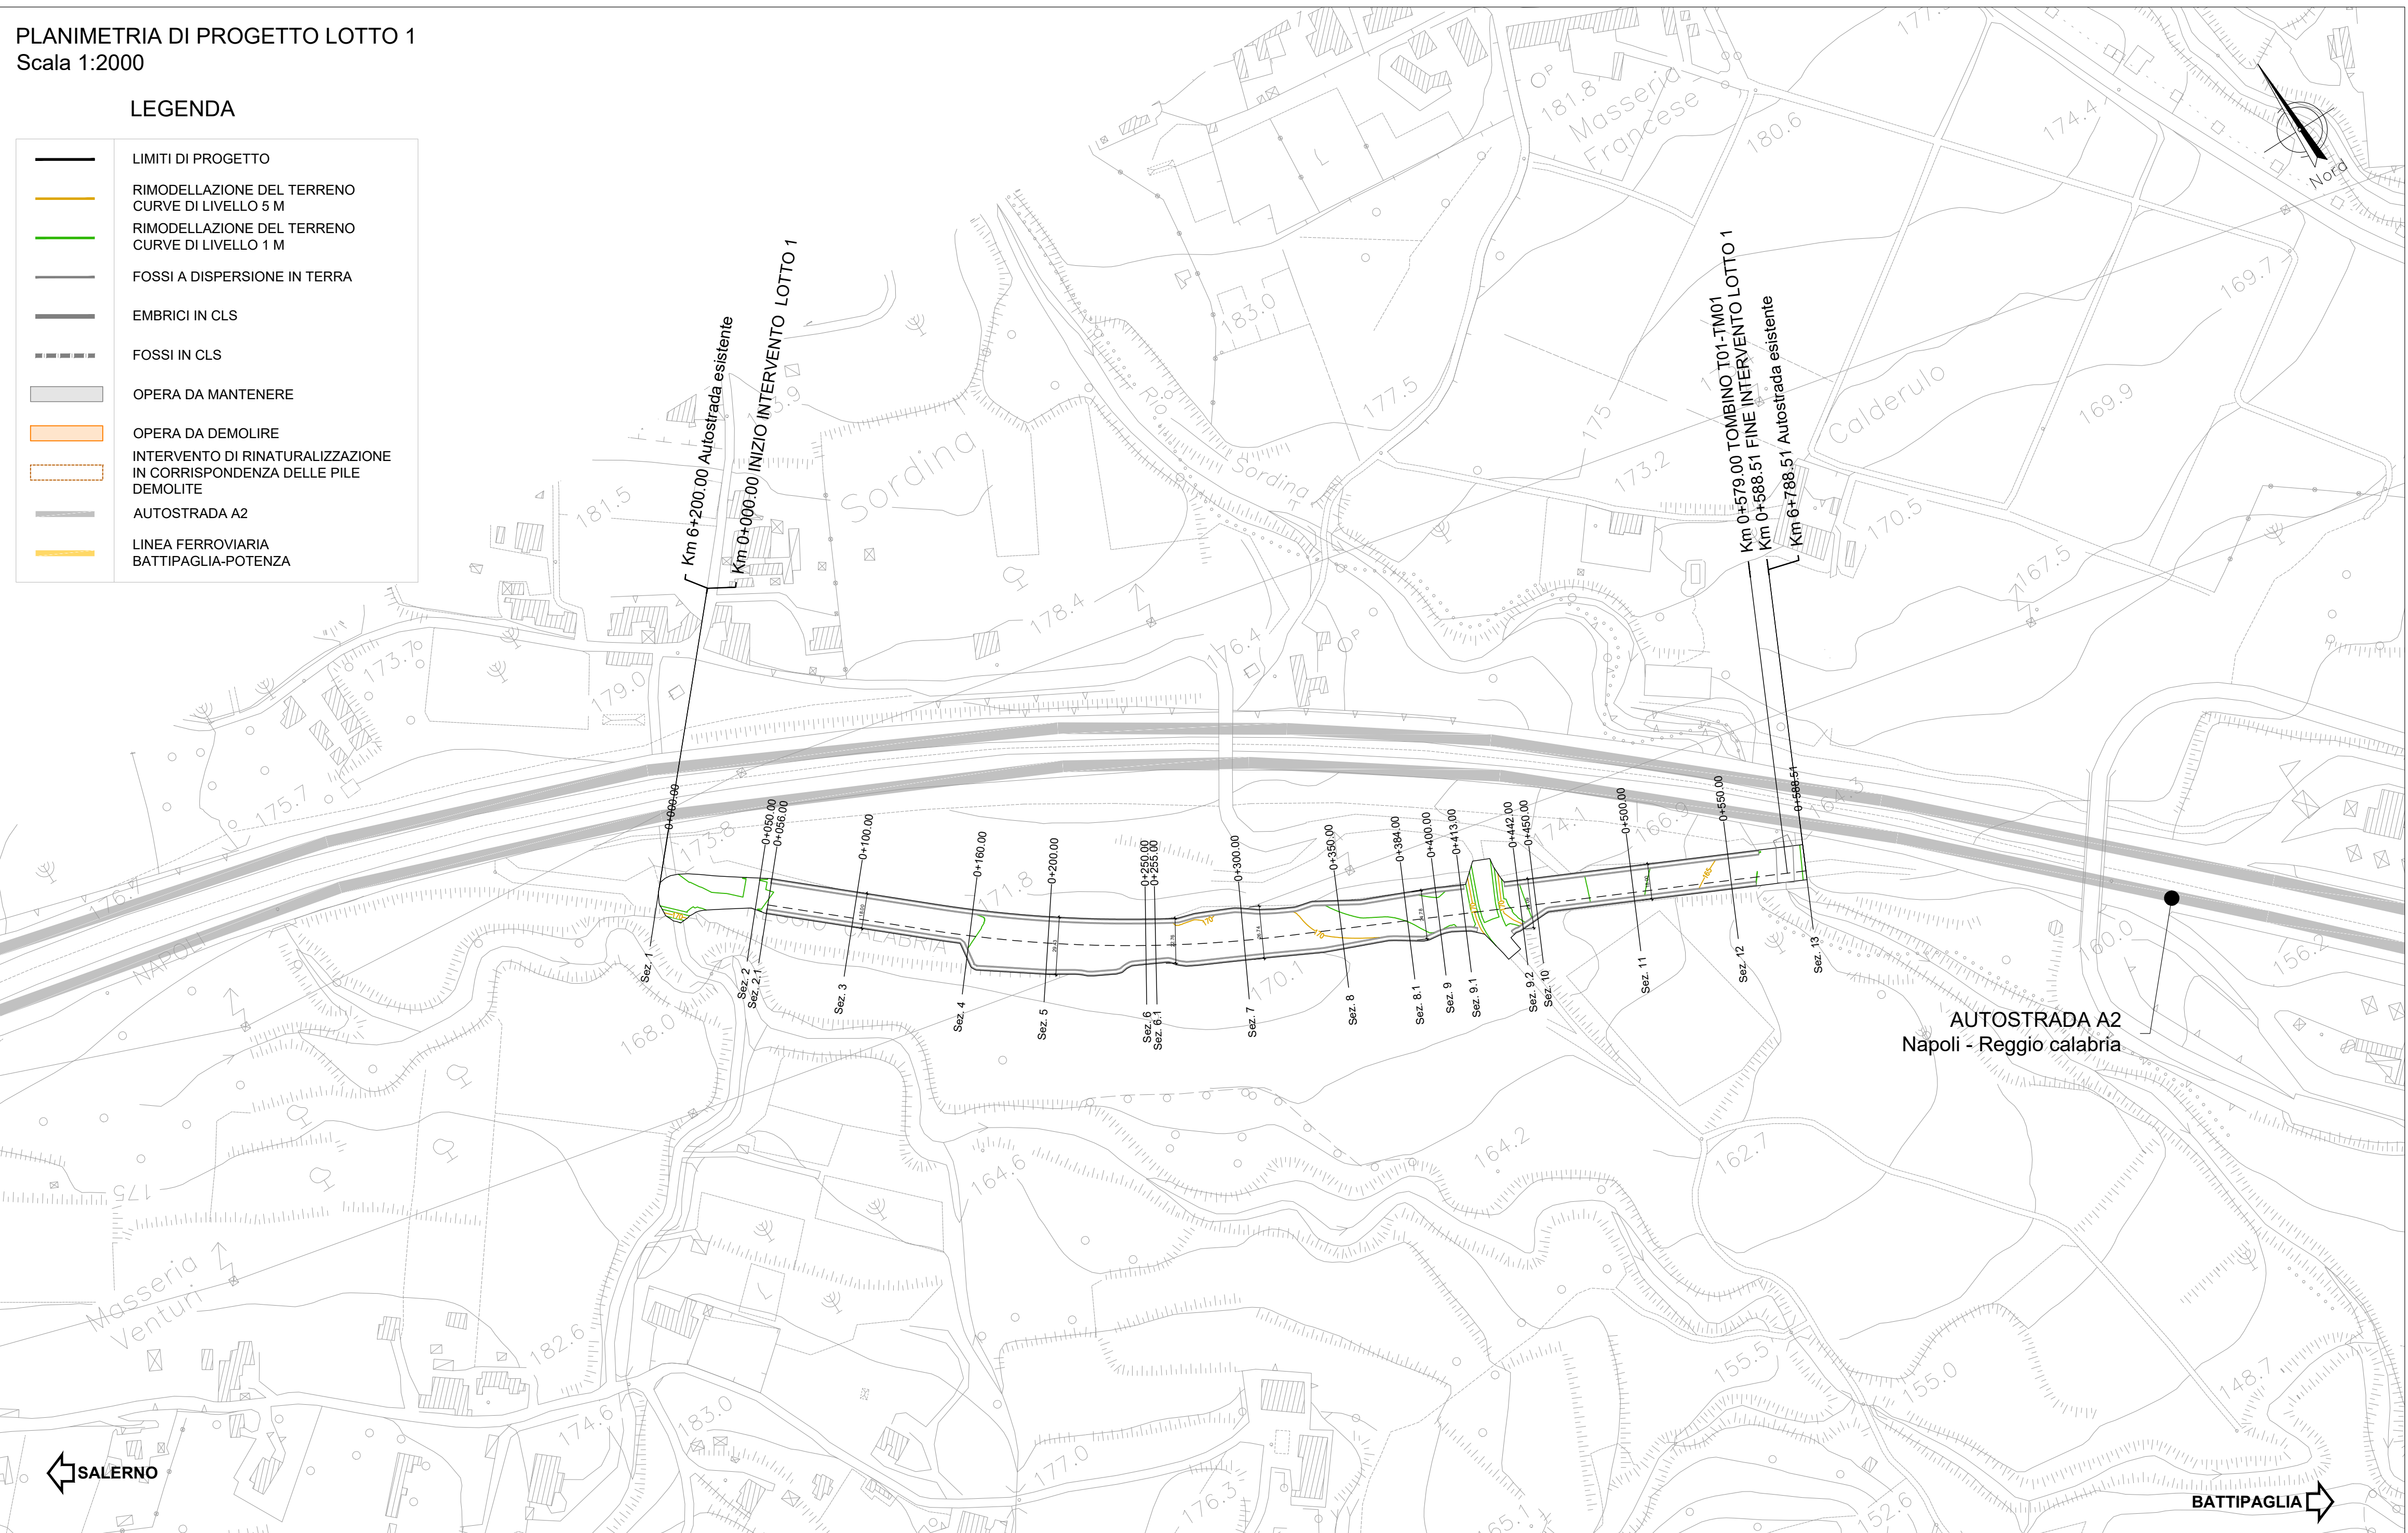 PLANIMETRIA DI PROGETTO LOTTO 1
Scala 1:2000
LEGENDA
LIMITI DI PROGETTO
RIMODELLAZIONE DEL TERRENO
CURVE DI LIVELLO 5 M
RIMODELLAZIONE DEL TERRENO
CURVE DI LIVELLO 1 M
FOSSI A DISPERSIONE IN TERRA
EMBRICI IN CLS
FOSSI IN CLS
OPERA DA MANTENERE
OPERA DA DEMOLIRE
INTERVENTO DI RINATURALIZZAZIONE
IN CORRISPONDENZA DELLE PILE
DEMOLITE
AUTOSTRADA A2
LINEA FERROVIARIA
BATTIPAGLIA-POTENZA
Nord
Km 6+200.00 Autostrada esistente
Km 0+000.00 INIZIO INTERVENTO LOTTO 1
Km 0+579.00 TOMBINO T01-TM01
Km 0+588.51 FINE INTERVENTO LOTTO 1
Km 6+788.51 Autostrada esistente
181.8
Masseria
Francese
180.6
174.4
169.7
183.0
177.5
175
173.2
Calderulo
169.9
170.5
167.5
Sordina
Rio
Sordina
181.5
178.4
176.4
173.7
179.0
175.7
173.8
171.8
174.1
166.9
164.3
160.
156.2
NAPOLI
170.1
168.0
164.6
164.2
162.7
175
Masseria
Venturi
182.6
174.6
183.0
177.0
176.3
155.5
155.0
148.7
152.6
0+000.00
0+050.00
0+056.00
0+100.00
0+160.00
0+200.00
0+250.00
0+255.00
0+300.00
0+350.00
0+384.00
0+400.00
0+413.00
0+442.00
0+450.00
0+500.00
0+550.00
0+588.51
170
170
170
165
Sez. 1
Sez. 2
Sez. 2.1
Sez. 3
Sez. 4
Sez. 5
Sez. 6
Sez. 6.1
Sez. 7
Sez. 8
Sez. 8.1
Sez. 9
Sez. 9.1
Sez. 9.2
Sez. 10
Sez. 11
Sez. 12
Sez. 13
AUTOSTRADA A2
Napoli - Reggio calabria
SALERNO
BATTIPAGLIA